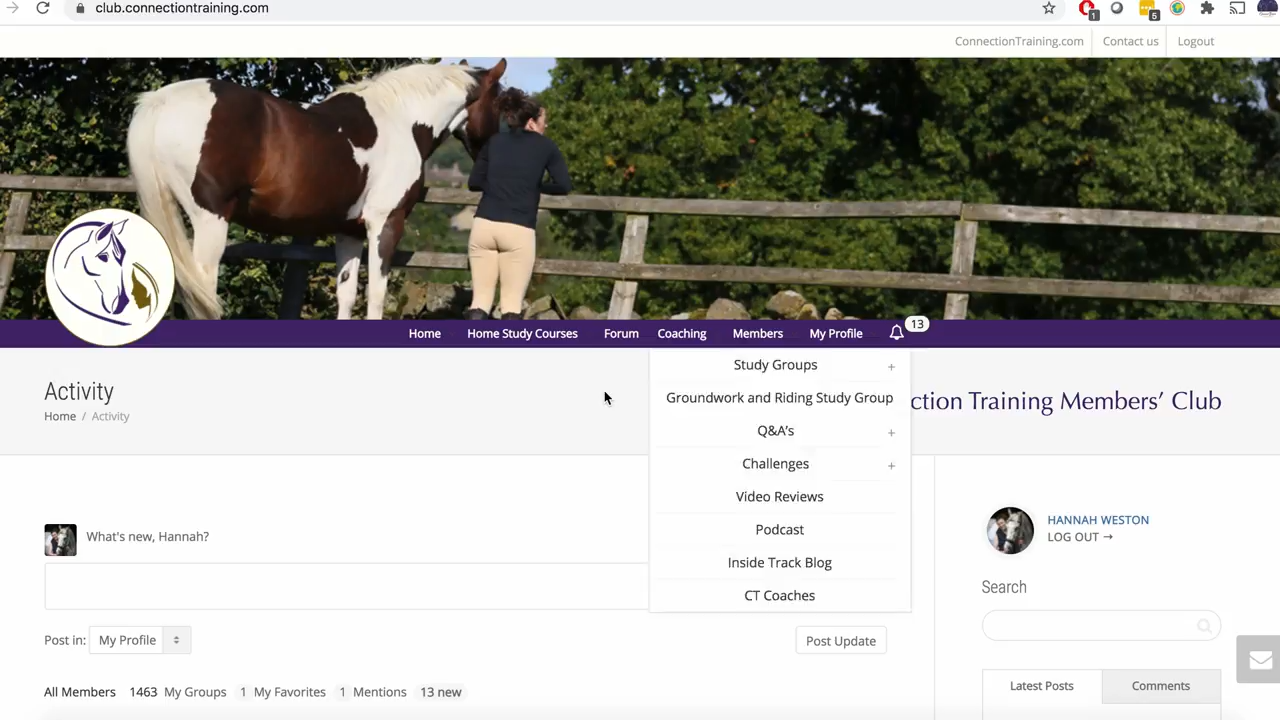 club.connectiontraining.com
1
5
ConnectionTraining.com
Contact us
Logout
Home
Home Study Courses
Forum
Coaching
Members
My Profile
13
Study Groups +
Groundwork and Riding Study Group
Q&A's +
Challenges +
Video Reviews
Podcast
Inside Track Blog
CT Coaches
Activity
Home / Activity
ction Training Members' Club
What's new, Hannah?
Post in: My Profile
Post Update
All Members 1463 My Groups 1 My Favorites 1 Mentions 13 new
HANNAH WESTON
LOG OUT →
Search
Latest Posts
Comments